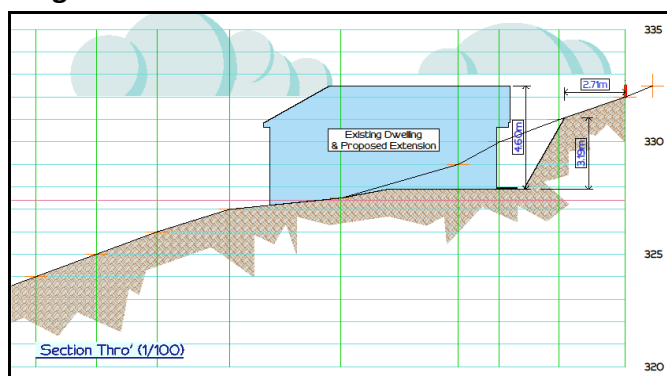 335
2.71m
330
Existing Dwelling
& Proposed Extension
4.60m
3.19m
325
Section Thro' (1/100)
320